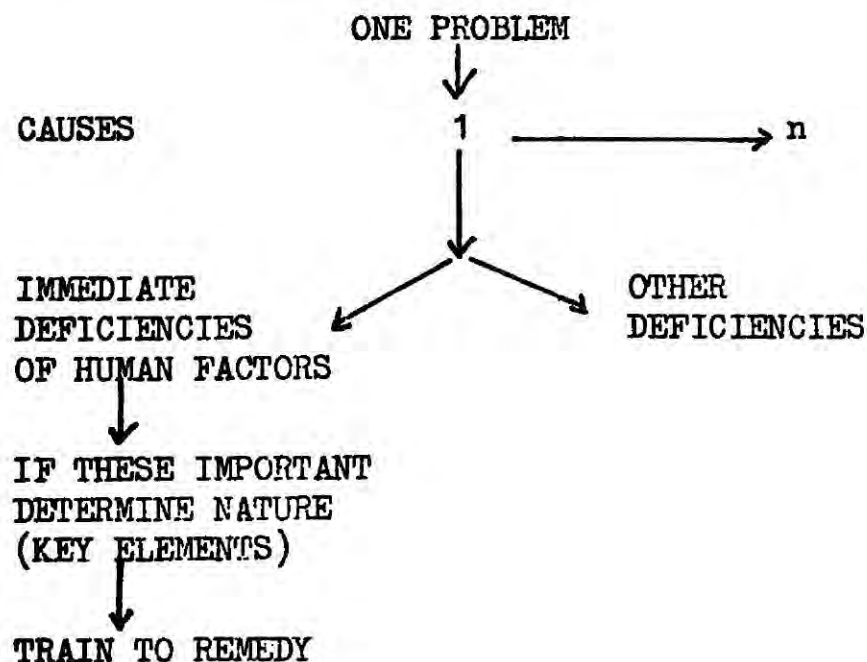 ONE PROBLEM
CAUSES 1 n
IMMEDIATE
DEFICIENCIES
OF HUMAN FACTORS
OTHER
DEFICIENCIES
IF THESE IMPORTANT
DETERMINE NATURE
(KEY ELEMENTS)
TRAIN TO REMEDY